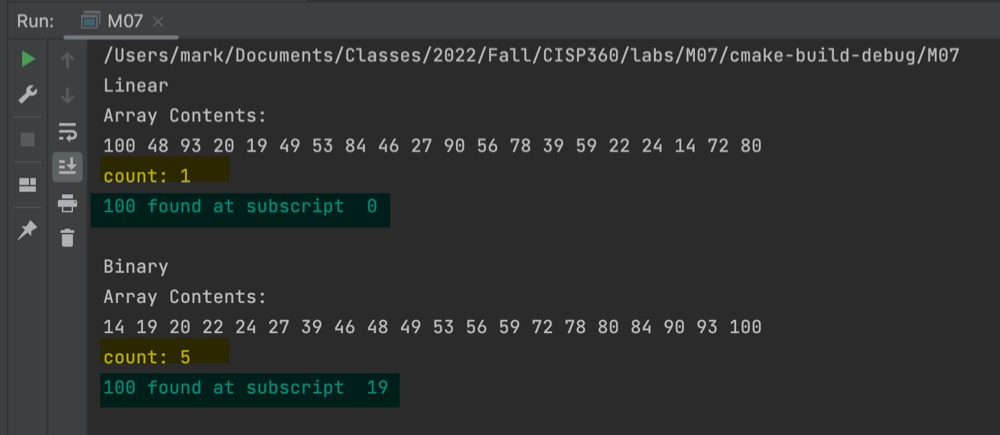 Run: M07
/Users/mark/Documents/Classes/2022/Fall/CISP360/labs/M07/cmake-build-debug/M07
Linear
Array Contents:
100 48 93 20 19 49 53 84 46 27 90 56 78 39 59 22 24 14 72 80
count: 1
100 found at subscript  0
Binary
Array Contents:
14 19 20 22 24 27 39 46 48 49 53 56 59 72 78 80 84 90 93 100
count: 5
100 found at subscript  19